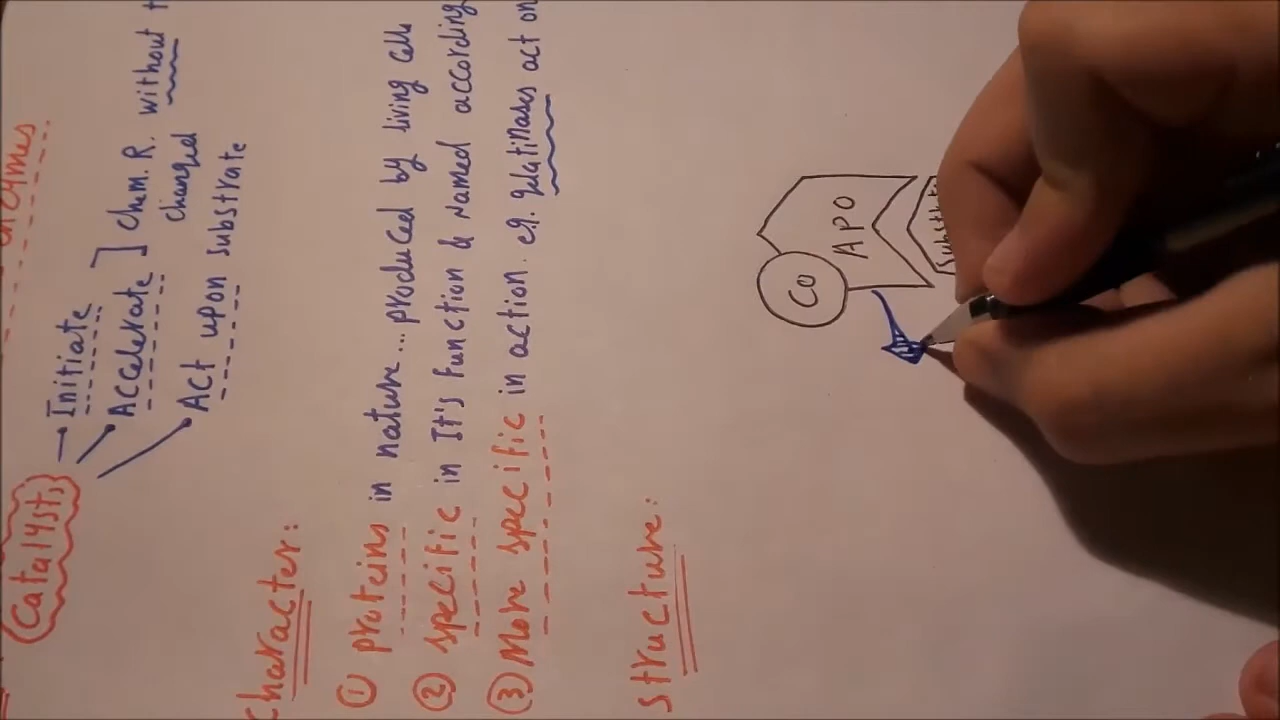 enzymes
Catalyst,
→ Initiate
Accelerate ] Chem. R. without
changed
Act upon substrate
Character:
① proteins in nature... produced by living cells
② specific in It's function & Named according
③ More specific in action. e.g. gelatinases act on
structure:
CO
APO